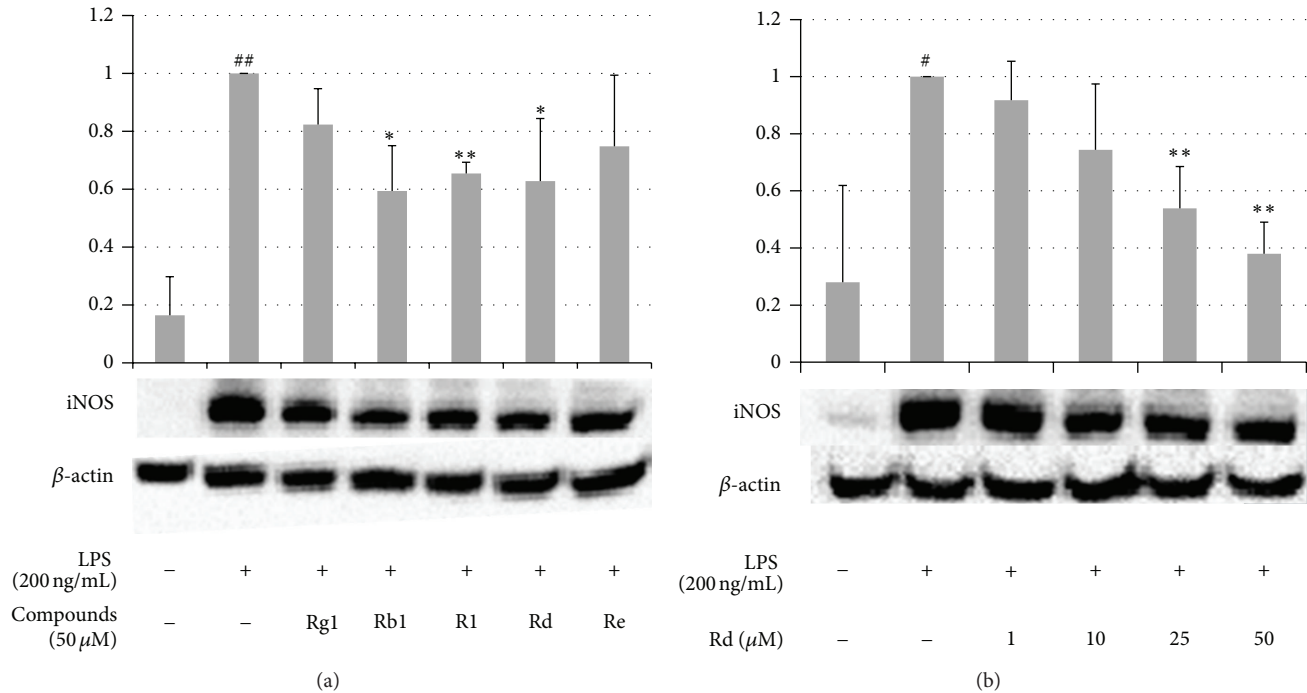 1.2
1
0.8
0.6
0.4
0.2
0
##
*
**
*
iNOS
β-actin
LPS
(200 ng/mL)
− + + + + + +
Compounds
(50 μM)
− − Rg1 Rb1 R1 Rd Re
(a)
1.2
1
0.8
0.6
0.4
0.2
0
#
**
**
iNOS
β-actin
LPS
(200 ng/mL)
− + + + + +
Rd (μM) − − 1 10 25 50
(b)